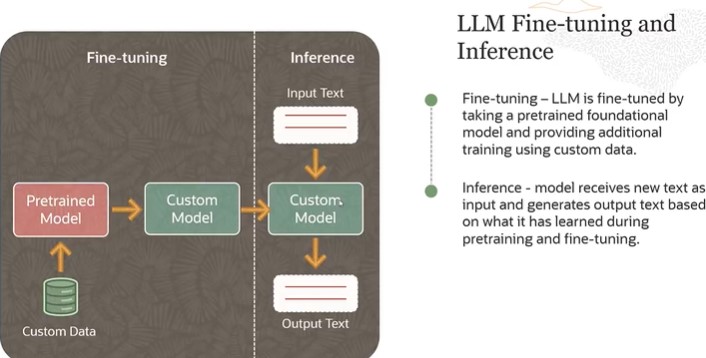 LLM Fine-tuning and
Inference
Fine-tuning
Inference
Input Text
Pretrained
Model
Custom
Model
Custom
Model
Custom Data
Output Text
Fine-tuning – LLM is fine-tuned by
taking a pretrained foundational
model and providing additional
training using custom data.
Inference - model receives new text as
input and generates output text based
on what it has learned during
pretraining and fine-tuning.